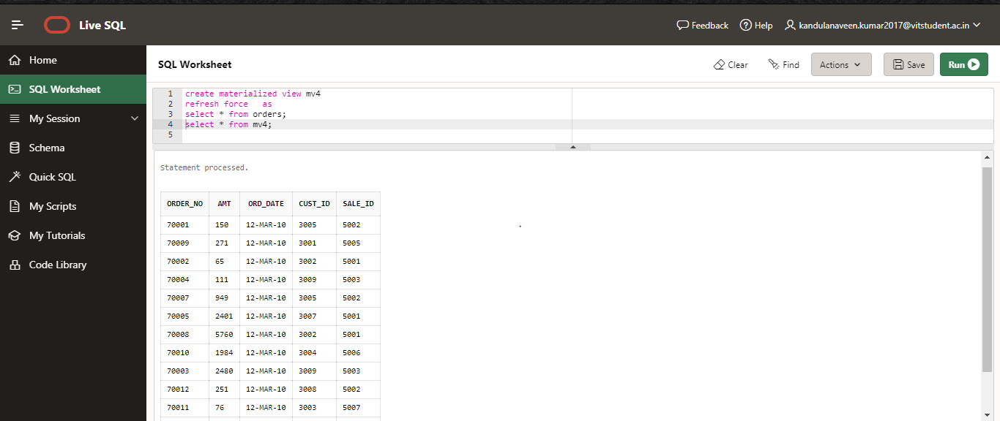 Live SQL
Feedback
Help
kandulanaveen.kumar2017@vitstudent.ac.in
Home
SQL Worksheet
My Session
Schema
Quick SQL
My Scripts
My Tutorials
Code Library
SQL Worksheet
Clear
Find
Actions
Save
Run
1 create materialized view mv4
2 refresh force   as
3 select * from orders;
4 select * from mv4;
5
Statement processed.
ORDER_NO AMT ORD_DATE CUST_ID SALE_ID
70001 150 12-MAR-10 3005 5002
70009 271 12-MAR-10 3001 5005
70002 65 12-MAR-10 3002 5001
70004 111 12-MAR-10 3009 5003
70007 949 12-MAR-10 3005 5002
70005 2401 12-MAR-10 3007 5001
70008 5760 12-MAR-10 3002 5001
70010 1984 12-MAR-10 3004 5006
70003 2480 12-MAR-10 3009 5003
70012 251 12-MAR-10 3008 5002
70011 76 12-MAR-10 3003 5007